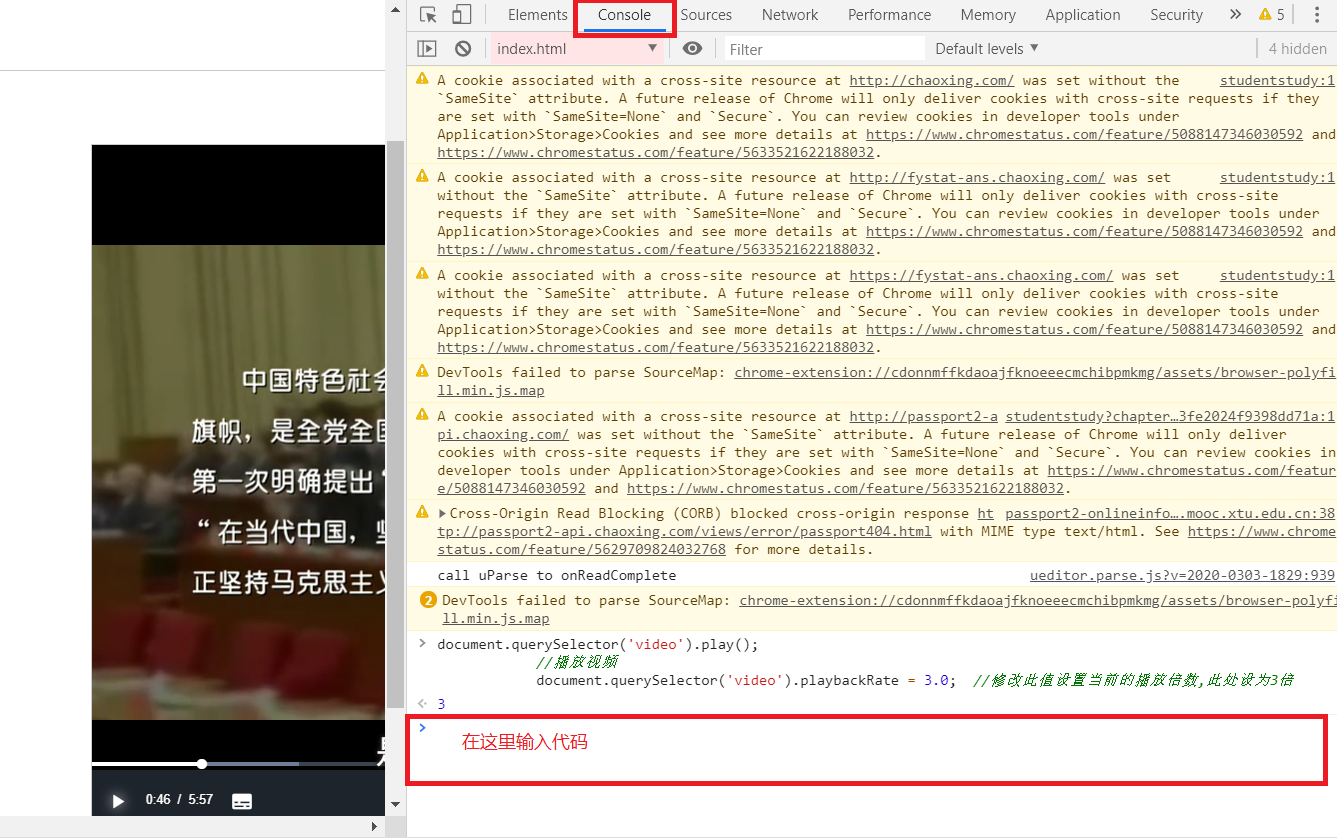 Elements Console Sources Network Performance Memory Application Security » 5
index.html ▼ Filter Default levels ▼ 4 hidden
A cookie associated with a cross-site resource at http://chaoxing.com/ was set without the studentstudy:1
`SameSite` attribute. A future release of Chrome will only deliver cookies with cross-site requests if they
are set with `SameSite=None` and `Secure`. You can review cookies in developer tools under
Application>Storage>Cookies and see more details at https://www.chromestatus.com/feature/5088147346030592 and
https://www.chromestatus.com/feature/5633521622188032.
A cookie associated with a cross-site resource at http://fystat-ans.chaoxing.com/ was set studentstudy:1
without the `SameSite` attribute. A future release of Chrome will only deliver cookies with cross-site
requests if they are set with `SameSite=None` and `Secure`. You can review cookies in developer tools under
Application>Storage>Cookies and see more details at https://www.chromestatus.com/feature/5088147346030592 and
https://www.chromestatus.com/feature/5633521622188032.
A cookie associated with a cross-site resource at https://fystat-ans.chaoxing.com/ was set studentstudy:1
without the `SameSite` attribute. A future release of Chrome will only deliver cookies with cross-site
requests if they are set with `SameSite=None` and `Secure`. You can review cookies in developer tools under
Application>Storage>Cookies and see more details at https://www.chromestatus.com/feature/5088147346030592 and
https://www.chromestatus.com/feature/5633521622188032.
DevTools failed to parse SourceMap: chrome-extension://cdonnmffkdaoajfknoeeecmchibpmkmg/assets/browser-polyfi
ll.min.js.map
A cookie associated with a cross-site resource at http://passport2-a studentstudy?chapter…3fe2024f9398dd71a:1
pi.chaoxing.com/ was set without the `SameSite` attribute. A future release of Chrome will only deliver
cookies with cross-site requests if they are set with `SameSite=None` and `Secure`. You can review cookies in
developer tools under Application>Storage>Cookies and see more details at https://www.chromestatus.com/featur
e/5088147346030592 and https://www.chromestatus.com/feature/5633521622188032.
Cross-Origin Read Blocking (CORB) blocked cross-origin response ht passport2-onlineinfo….mooc.xtu.edu.cn:38
tp://passport2-api.chaoxing.com/views/error/passport404.html with MIME type text/html. See https://www.chrome
status.com/feature/5629709824032768 for more details.
call uParse to onReadComplete ueditor.parse.js?v=2020-0303-1829:939
2 DevTools failed to parse SourceMap: chrome-extension://cdonnmffkdaoajfknoeeecmchibpmkmg/assets/browser-polyfi
ll.min.js.map
> document.querySelector('video').play();
//播放视频
document.querySelector('video').playbackRate = 3.0; //修改此值设置当前的播放倍数,此处设为3倍
3
>
在这里输入代码
中国特色社会
旗帜，是全党全国
第一次明确提出“
“在当代中国，坚
正坚持马克思主义
是
0:46 / 5:57